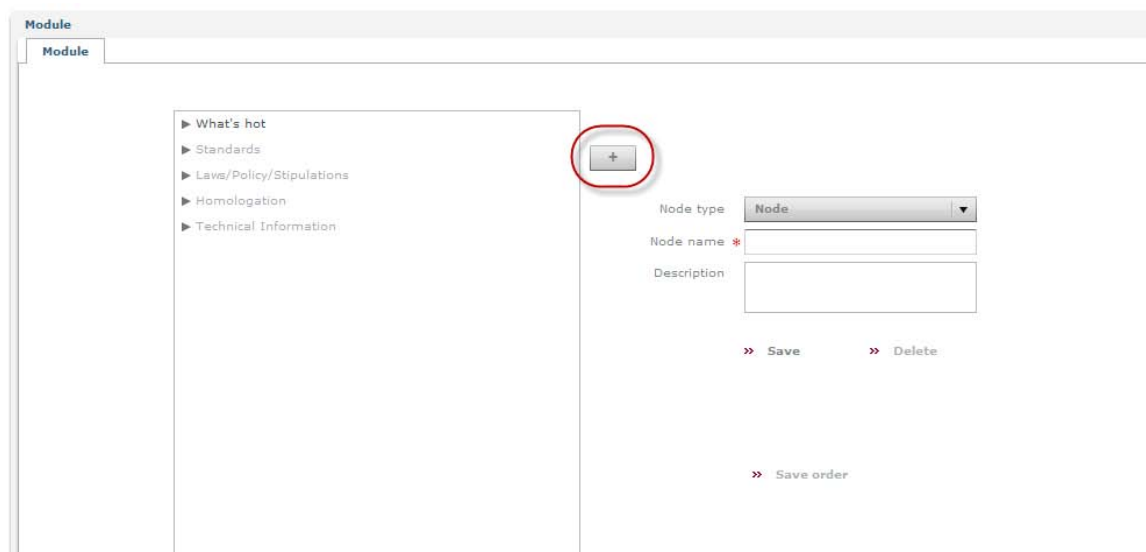 Module
Module
▶ What's hot
▶ Standards
▶ Laws/Policy/Stipulations
▶ Homologation
▶ Technical Information
+
Node type Node ▼
Node name *
Description
» Save » Delete
» Save order